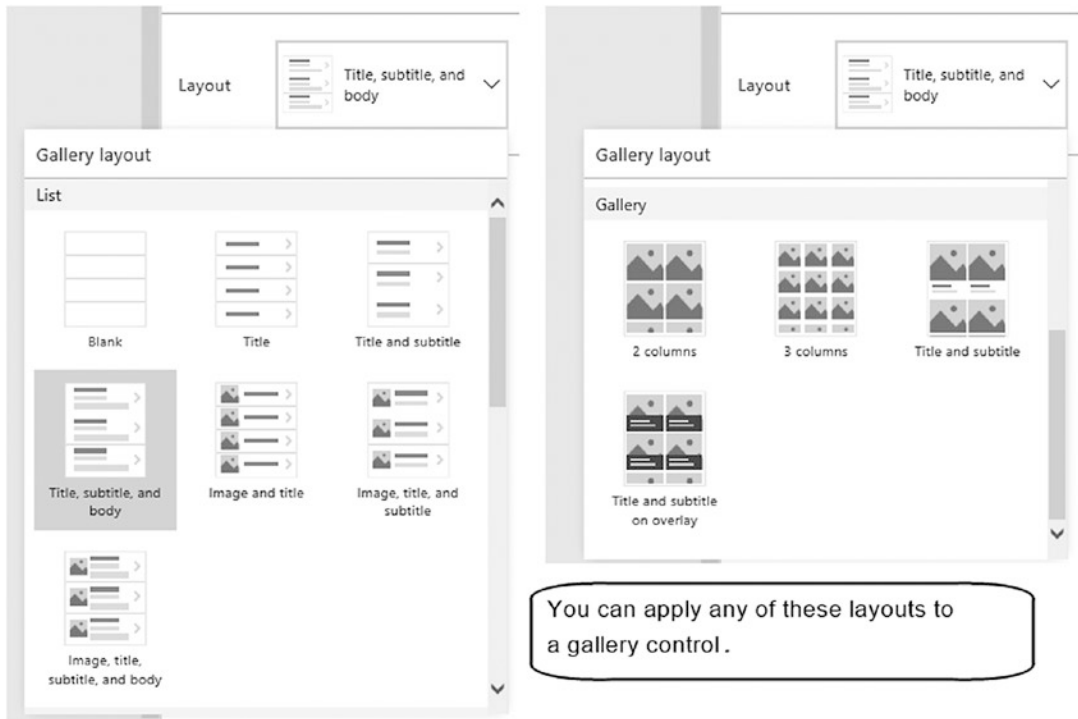 Layout
Title, subtitle, and
body
Gallery layout
List
Blank
Title
Title and subtitle
Title, subtitle, and
body
Image and title
Image, title, and
subtitle
Image, title,
subtitle, and body
Layout
Title, subtitle, and
body
Gallery layout
Gallery
2 columns
3 columns
Title and subtitle
Title and subtitle
on overlay
You can apply any of these layouts to
a gallery control.